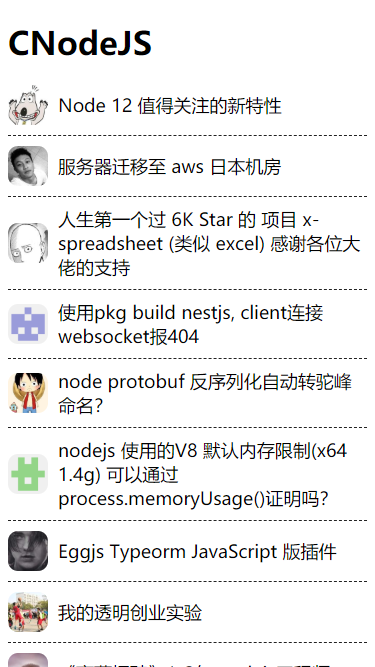 CNodeJS
Node 12 值得关注的新特性
服务器迁移至 aws 日本机房
人生第一个过 6K Star 的 项目 x-
spreadsheet (类似 excel) 感谢各位大
佬的支持
使用pkg build nestjs, client连接
websocket报404
node protobuf 反序列化自动转驼峰
命名?
nodejs 使用的V8 默认内存限制(x64
1.4g) 可以通过
process.memoryUsage()证明吗?
Eggjs Typeorm JavaScript 版插件
我的透明创业实验